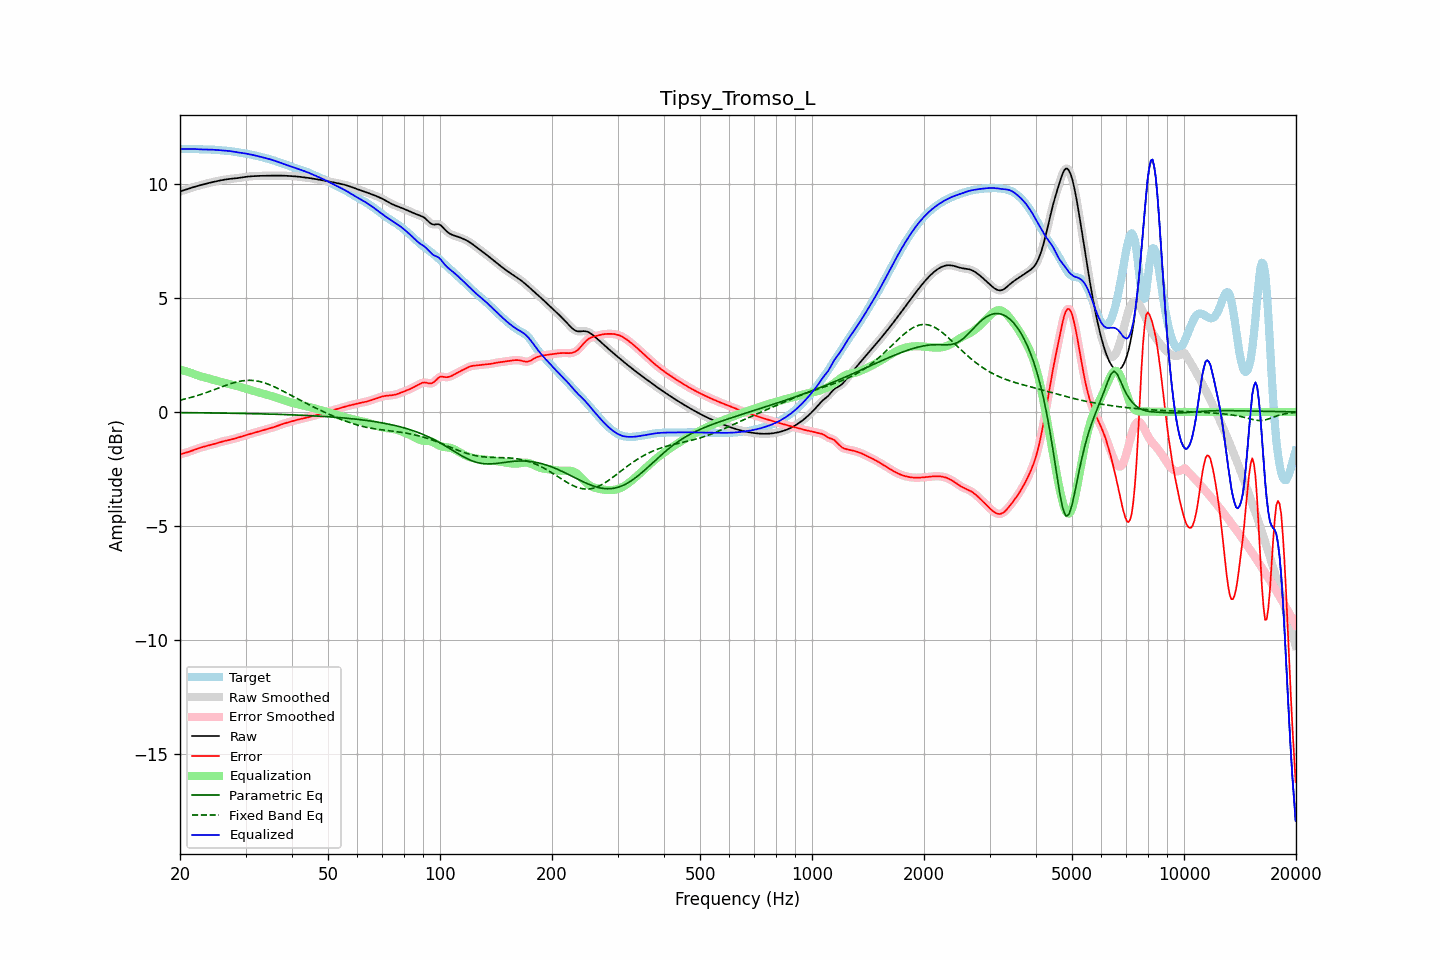 Tipsy_Tromso_L
Amplitude (dBr)
10
5
0
−5
−10
−15
Target
Raw Smoothed
Error Smoothed
Raw
Error
Equalization
Parametric Eq
Fixed Band Eq
Equalized
20 50 100 200 500 1000 2000 5000 10000 20000
Frequency (Hz)